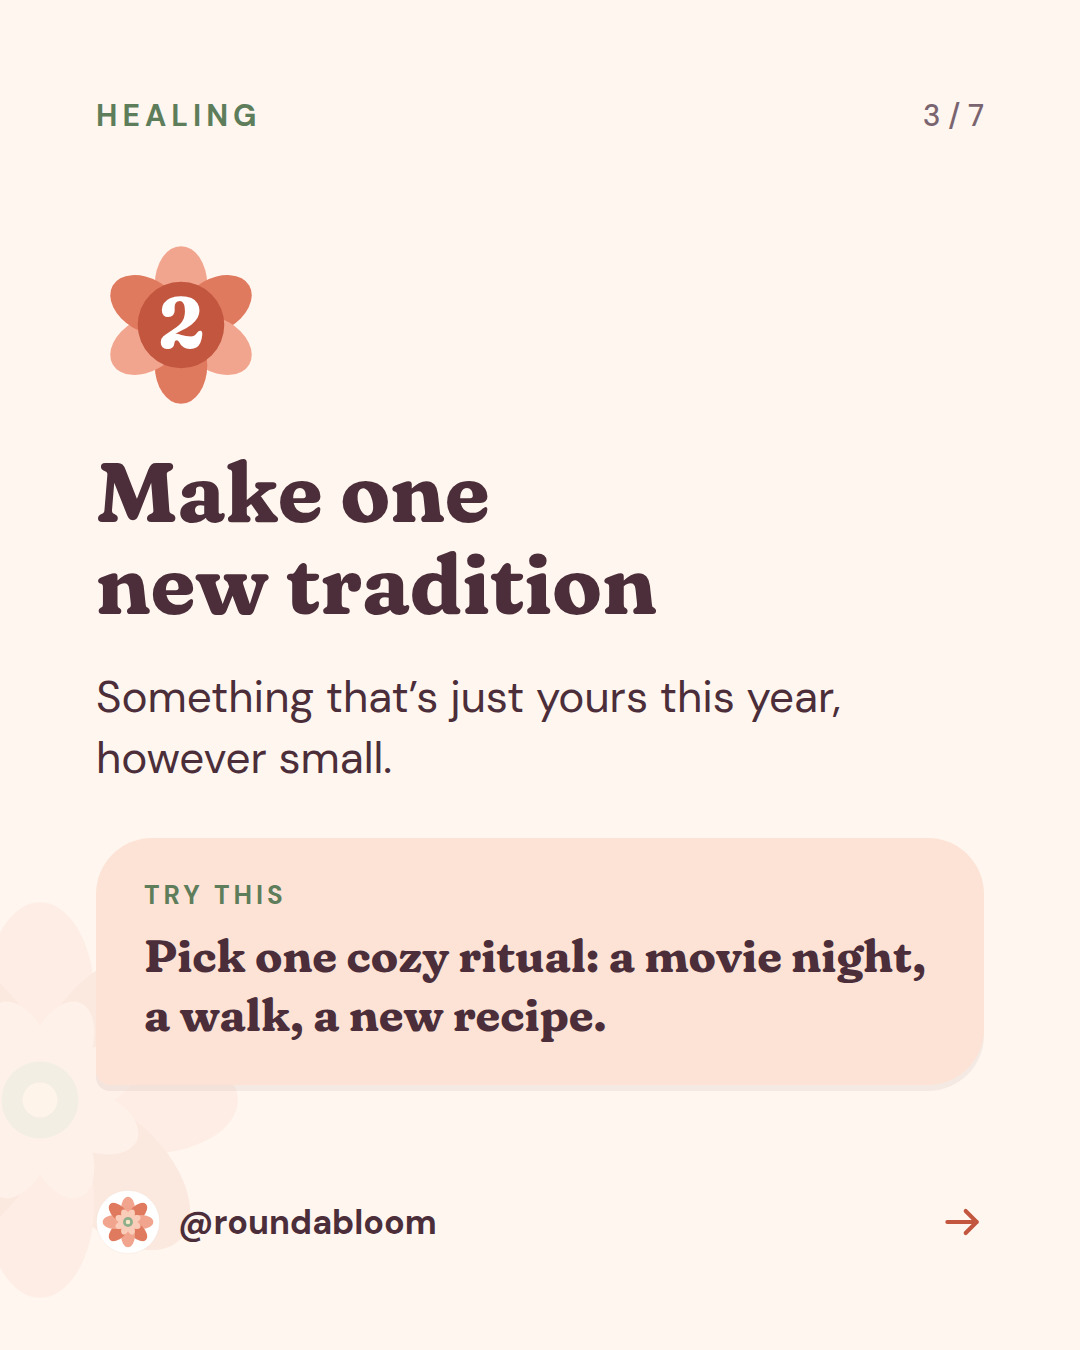 HEALING
3 / 7
2
Make one
new tradition
Something that’s just yours this year,
however small.
TRY THIS
Pick one cozy ritual: a movie night,
a walk, a new recipe.
@roundabloom